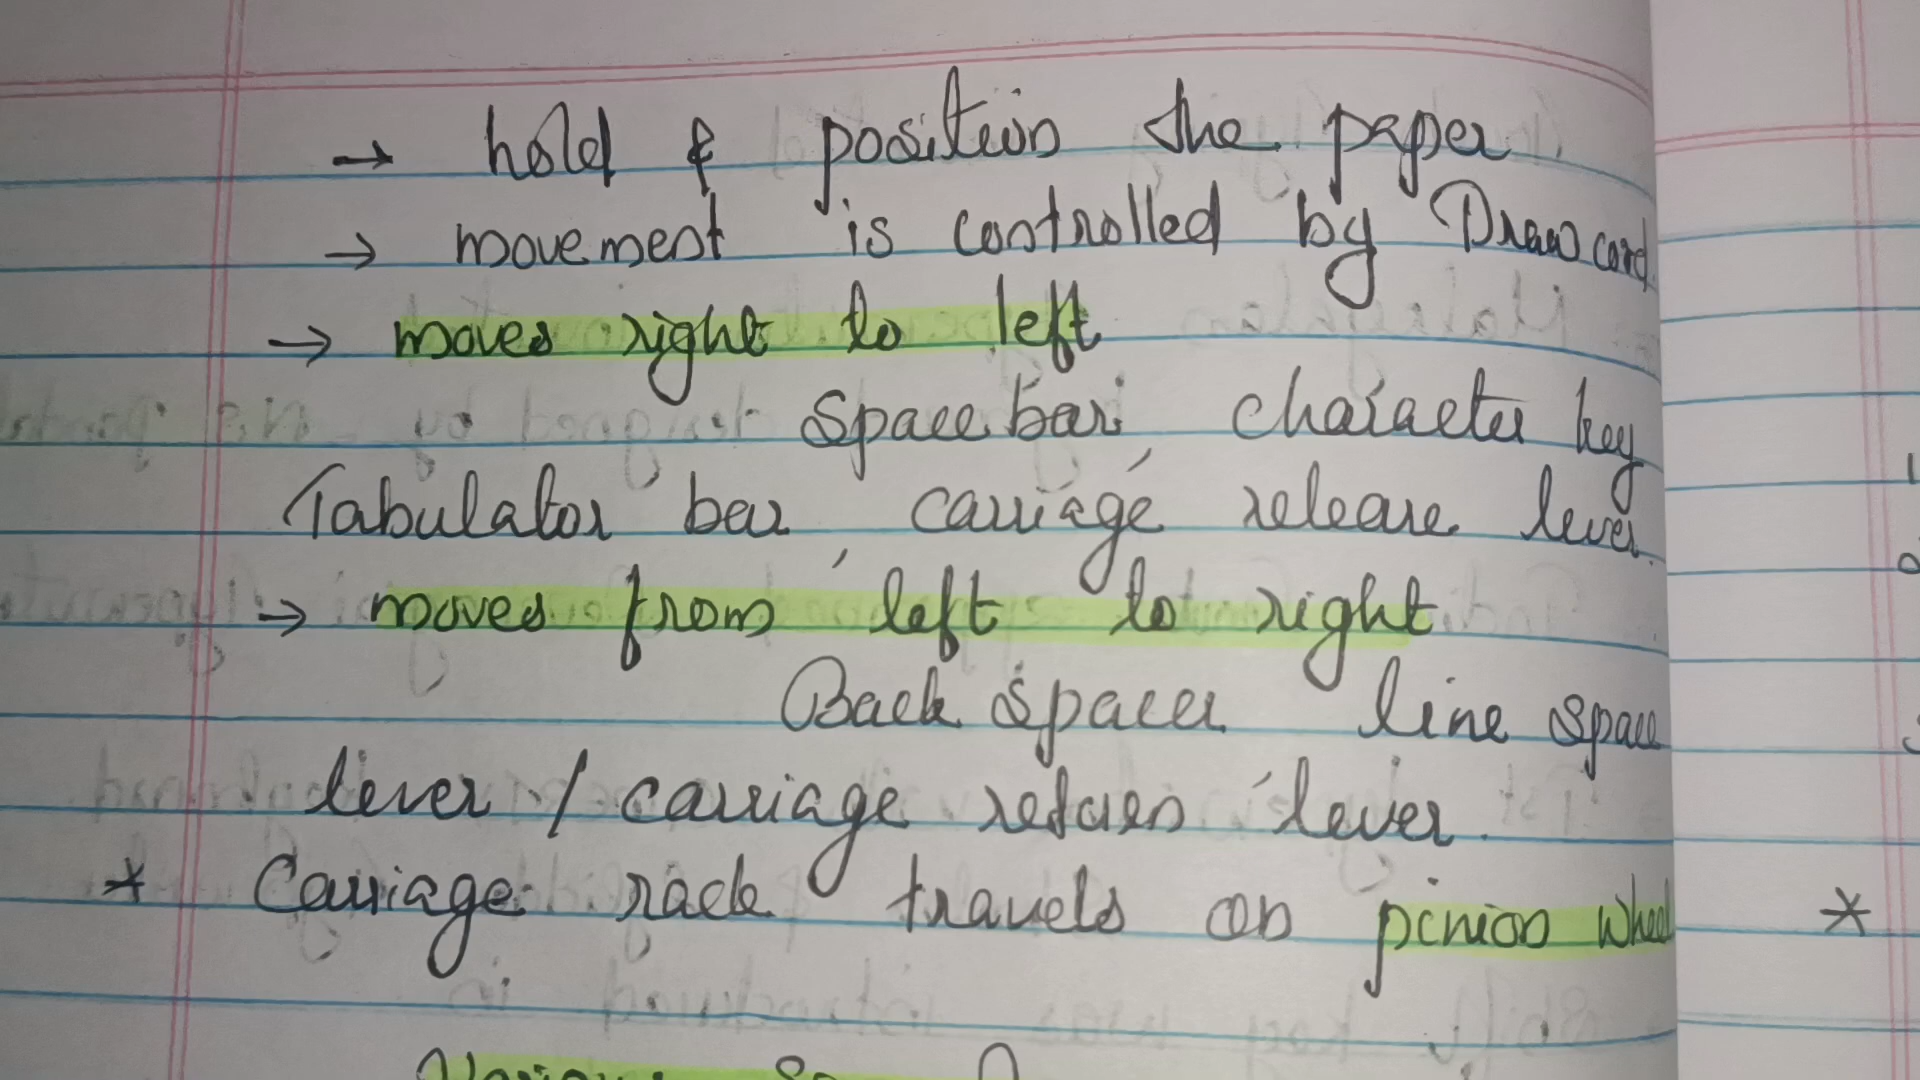 → hold & position the paper
→ movement is controlled by Draw cord.
→ moves right to left
Space bar, character key,
Tabulator bar, carriage release lever.
→ moves from left to right
Back spacer, line space
lever / carriage return lever.
* Carriage rack travels on pinion wheel